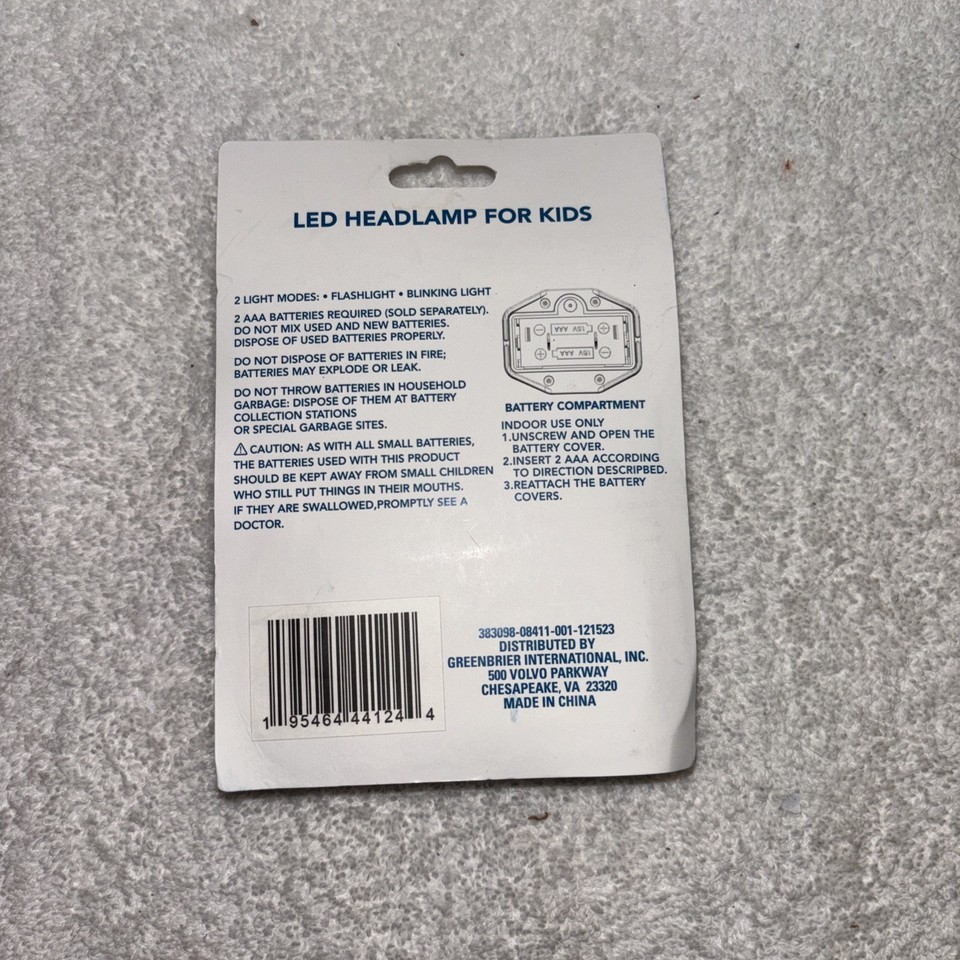 LED HEADLAMP FOR KIDS
2 LIGHT MODES: • FLASHLIGHT • BLINKING LIGHT
2 AAA BATTERIES REQUIRED (SOLD SEPARATELY).
DO NOT MIX USED AND NEW BATTERIES.
DISPOSE OF USED BATTERIES PROPERLY.
DO NOT DISPOSE OF BATTERIES IN FIRE;
BATTERIES MAY EXPLODE OR LEAK.
DO NOT THROW BATTERIES IN HOUSEHOLD
GARBAGE: DISPOSE OF THEM AT BATTERY
COLLECTION STATIONS
OR SPECIAL GARBAGE SITES.
⚠ CAUTION: AS WITH ALL SMALL BATTERIES,
THE BATTERIES USED WITH THIS PRODUCT
SHOULD BE KEPT AWAY FROM SMALL CHILDREN
WHO STILL PUT THINGS IN THEIR MOUTHS.
IF THEY ARE SWALLOWED,PROMPTLY SEE A
DOCTOR.
1.5V AAA
1.5V AAA
BATTERY COMPARTMENT
INDOOR USE ONLY
1.UNSCREW AND OPEN THE
BATTERY COVER.
2.INSERT 2 AAA ACCORDING
TO DIRECTION DESCRIPBED.
3.REATTACH THE BATTERY
COVERS.
1 95464 44124 4
383098-08411-001-121523
DISTRIBUTED BY
GREENBRIER INTERNATIONAL, INC.
500 VOLVO PARKWAY
CHESAPEAKE, VA 23320
MADE IN CHINA